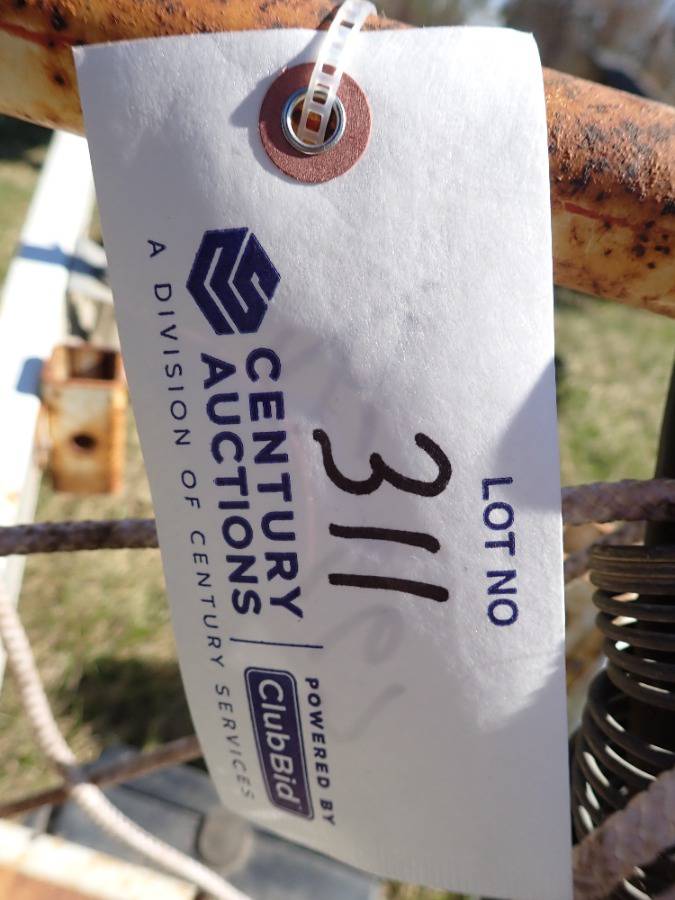 LOT NO
311
CENTURY
AUCTIONS
A DIVISION OF CENTURY SERVICES
POWERED BY
ClubBid